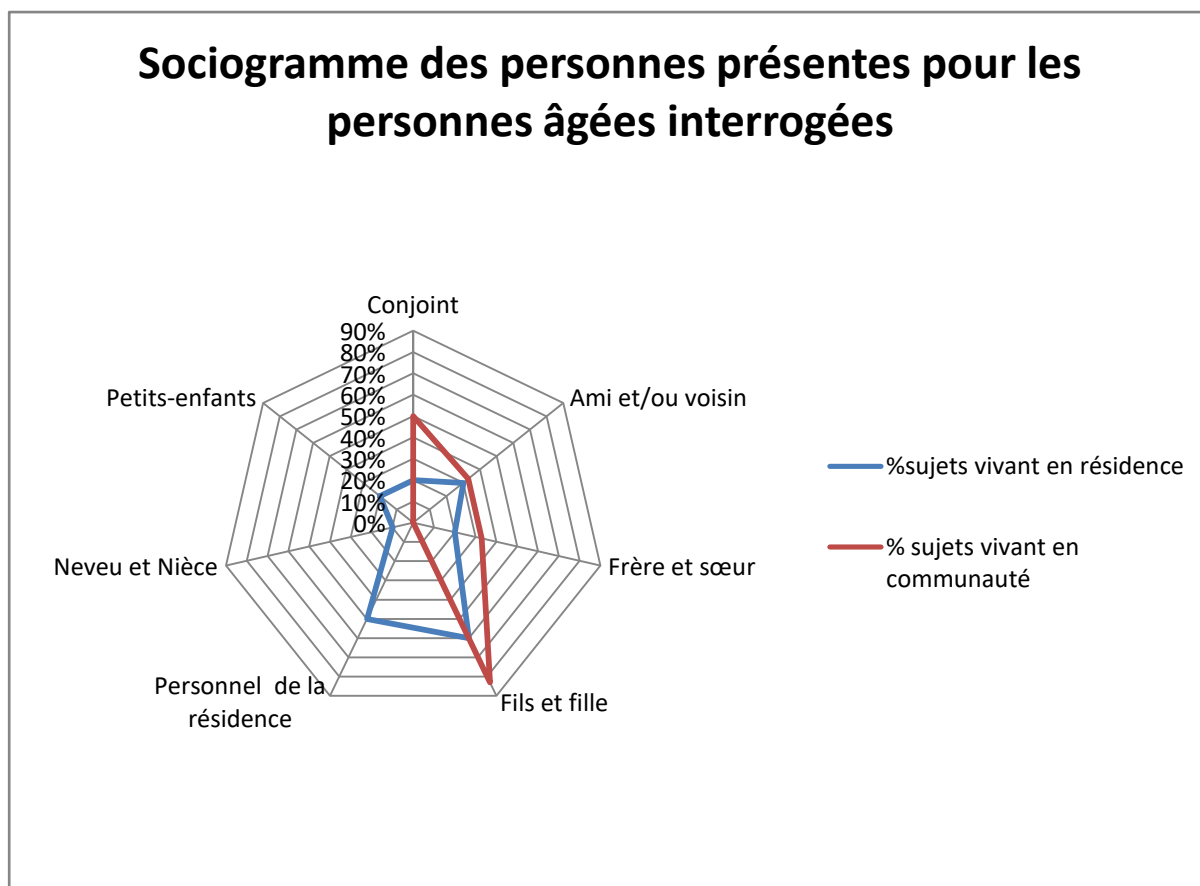 Sociogramme des personnes présentes pour les
personnes âgées interrogées
Conjoint
90%
80%
70%
60%
50%
40%
30%
20%
10%
0%
Petits-enfants
Ami et/ou voisin
Neveu et Nièce
Frère et sœur
Personnel de la
résidence
Fils et fille
%sujets vivant en résidence
% sujets vivant en
communauté